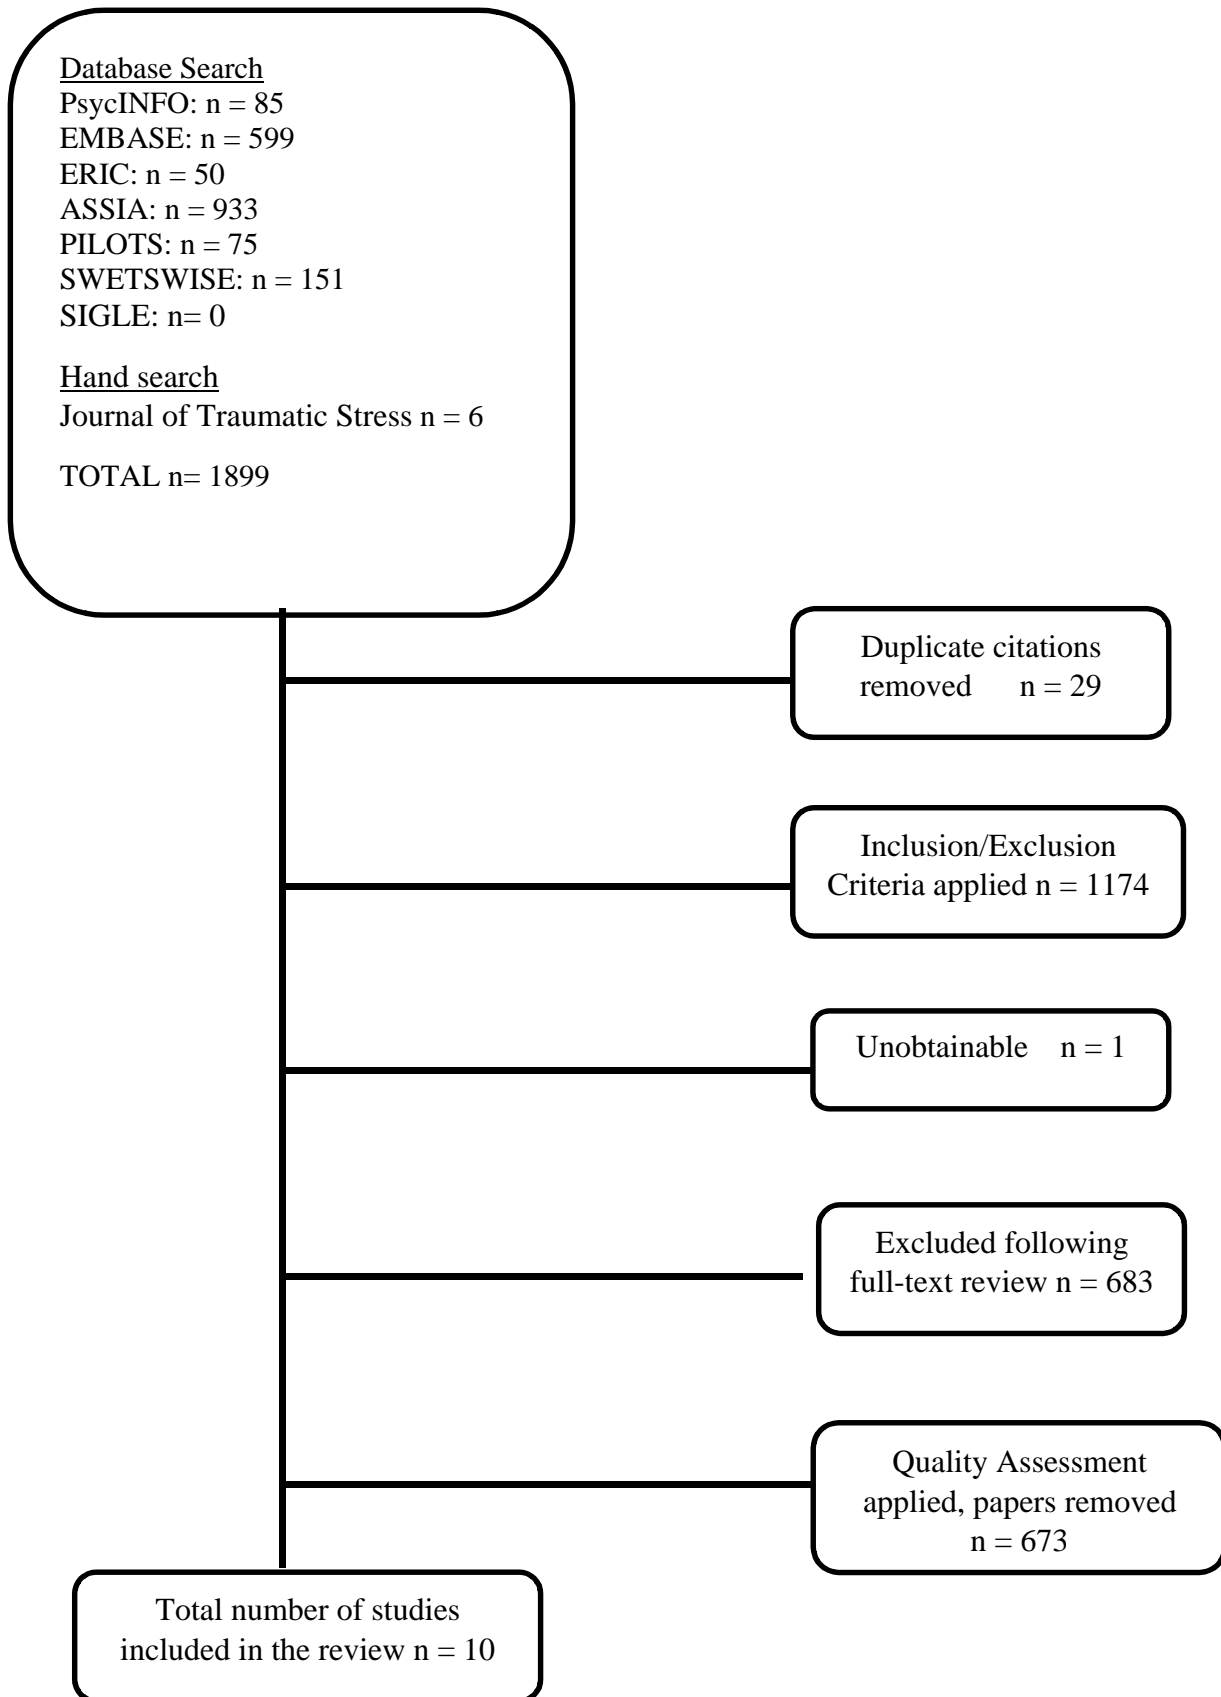 Database Search
PsycINFO: n = 85
EMBASE: n = 599
ERIC: n = 50
ASSIA: n = 933
PILOTS: n = 75
SWETSWISE: n = 151
SIGLE: n= 0
Hand search
Journal of Traumatic Stress n = 6
TOTAL n= 1899
Duplicate citations
removed n = 29
Inclusion/Exclusion
Criteria applied n = 1174
Unobtainable n = 1
Excluded following
full-text review n = 683
Quality Assessment
applied, papers removed
n = 673
Total number of studies
included in the review n = 10